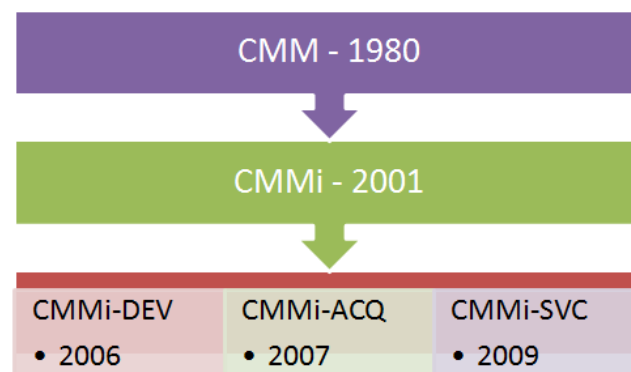 CMM - 1980
CMMi - 2001
CMMi-DEV
• 2006
CMMi-ACQ
• 2007
CMMi-SVC
• 2009